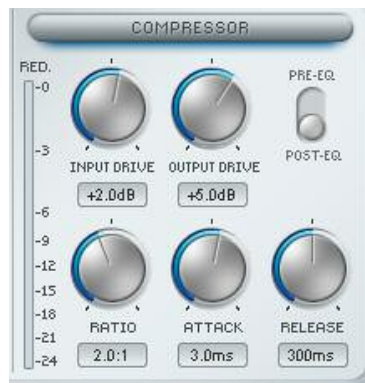 COMPRESSOR
RED.
-0
-3
-6
-9
-12
-15
-18
-21
-24
PRE-EQ
POST-EQ
INPUT DRIVE OUTPUT DRIVE
+2.0dB +5.0dB
RATIO ATTACK RELEASE
2.0:1 3.0ms 300ms